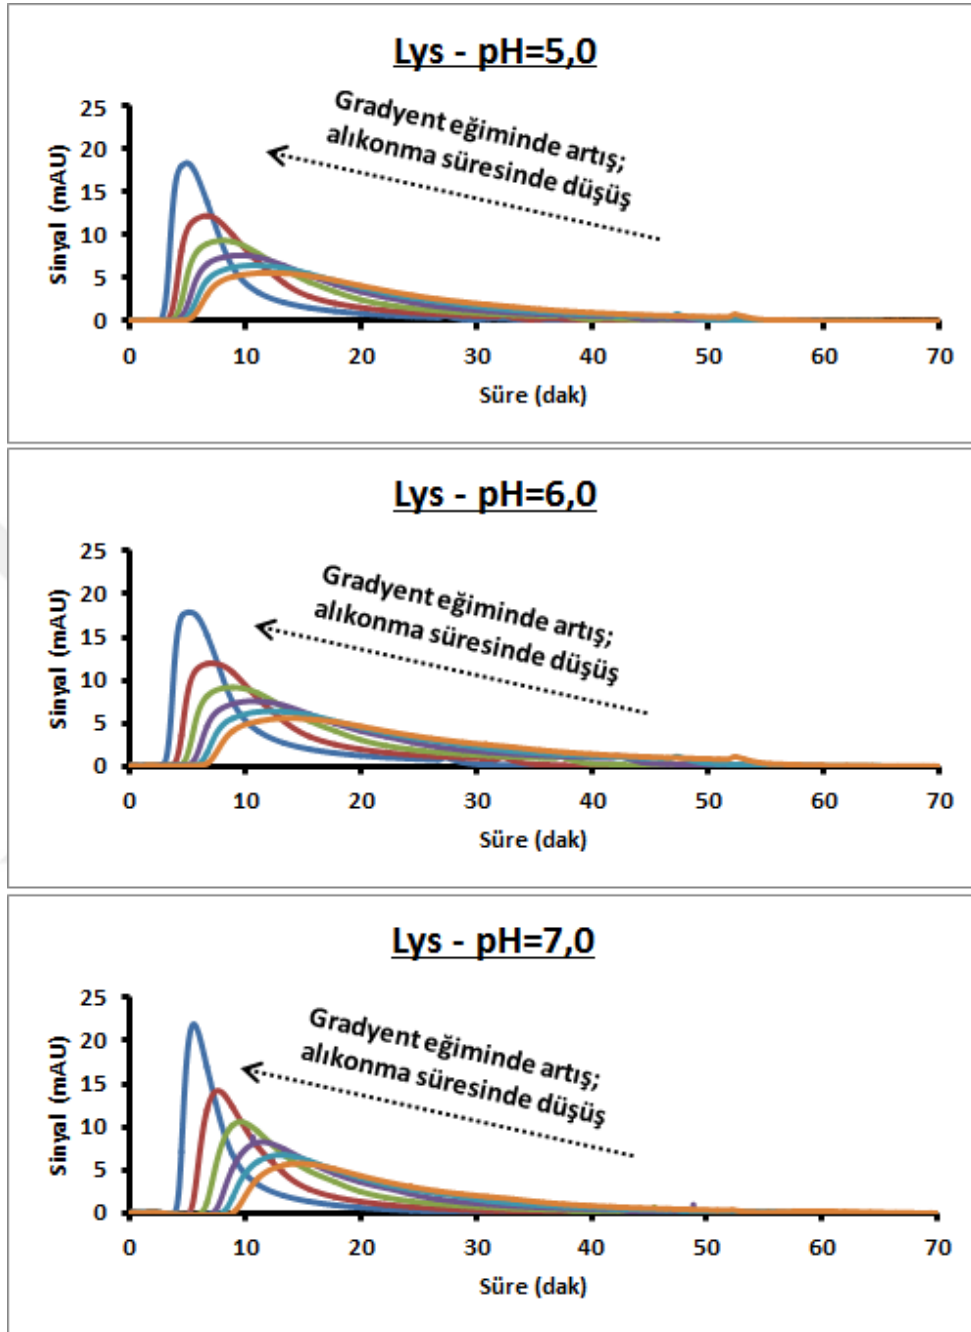 Lys - pH=5,0
Gradyent eğiminde artış;
alıkonma süresinde düşüş
Sinyal (mAU)
25
20
15
10
5
0
0 10 20 30 40 50 60 70
Süre (dak)
Lys - pH=6,0
Gradyent eğiminde artış;
alıkonma süresinde düşüş
Sinyal (mAU)
25
20
15
10
5
0
0 10 20 30 40 50 60 70
Süre (dak)
Lys - pH=7,0
Gradyent eğiminde artış;
alıkonma süresinde düşüş
Sinyal (mAU)
25
20
15
10
5
0
0 10 20 30 40 50 60 70
Süre (dak)